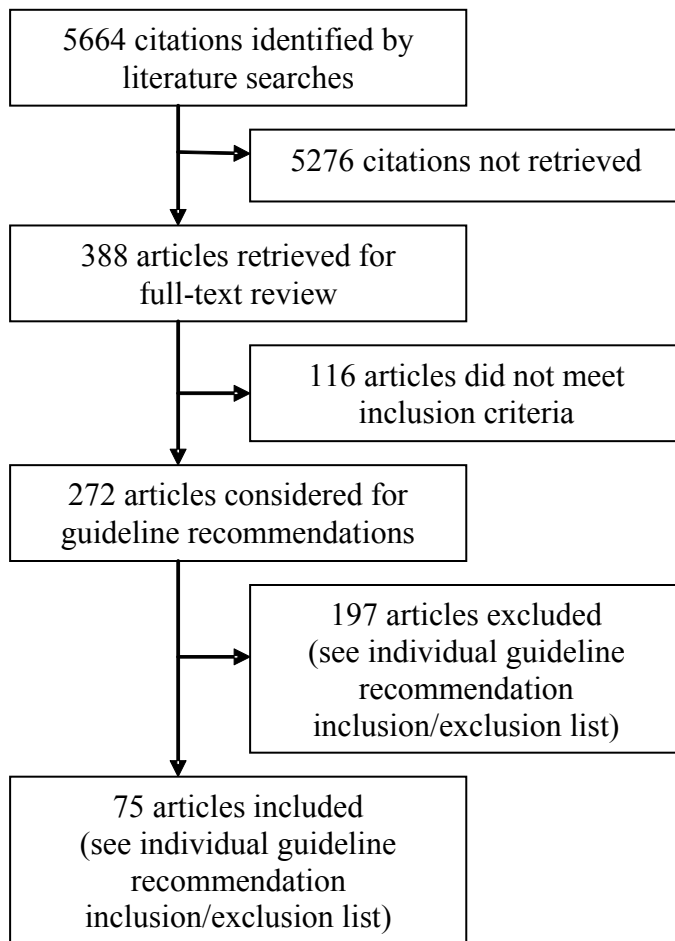 5664 citations identified by
literature searches
5276 citations not retrieved
388 articles retrieved for
full-text review
116 articles did not meet
inclusion criteria
272 articles considered for
guideline recommendations
197 articles excluded
(see individual guideline
recommendation
inclusion/exclusion list)
75 articles included
(see individual guideline
recommendation
inclusion/exclusion list)